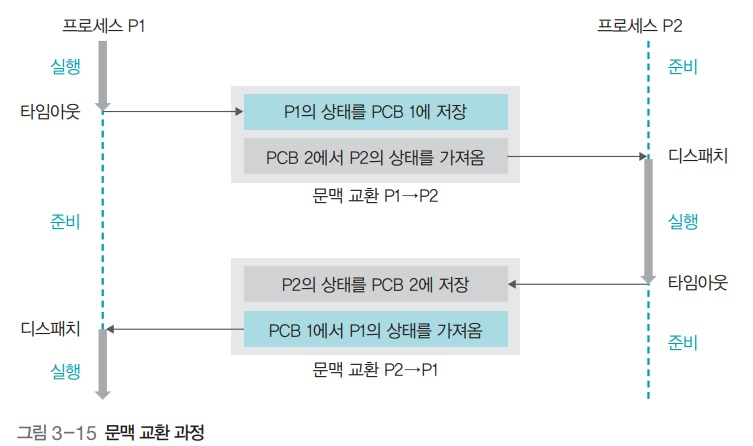 프로세스 P1
프로세스 P2
실행
준비
타임아웃
P1의 상태를 PCB 1에 저장
PCB 2에서 P2의 상태를 가져옴
디스패치
문맥 교환 P1→P2
준비
실행
P2의 상태를 PCB 2에 저장
타임아웃
디스패치
PCB 1에서 P1의 상태를 가져옴
준비
문맥 교환 P2→P1
실행
그림 3-15 문맥 교환 과정